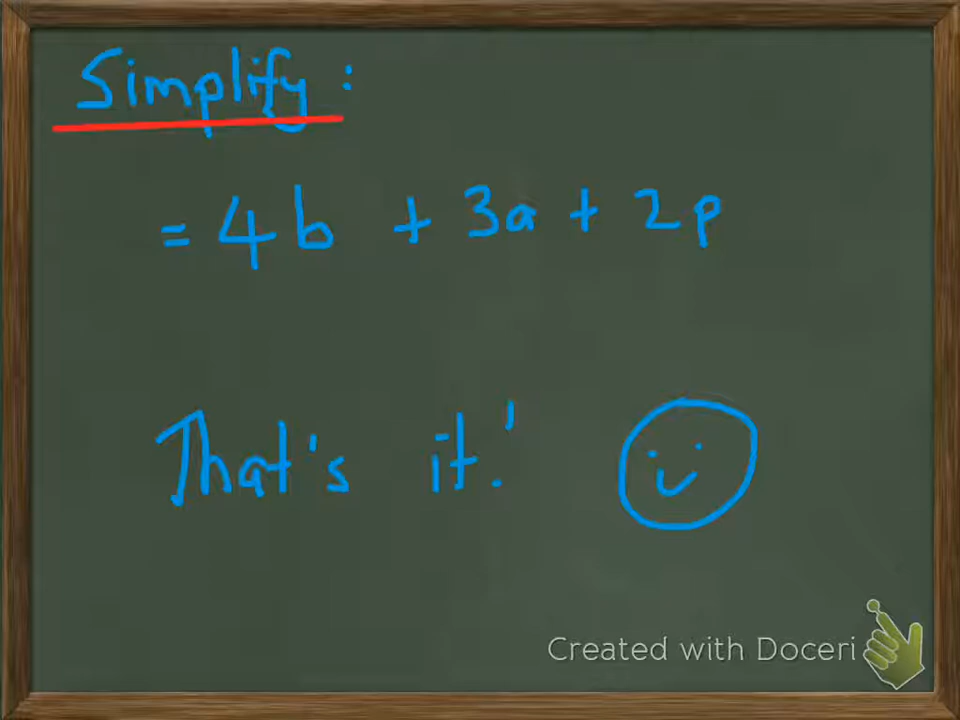 Simplify:
= 4b + 3a + 2p
That's it!
Created with Doceri